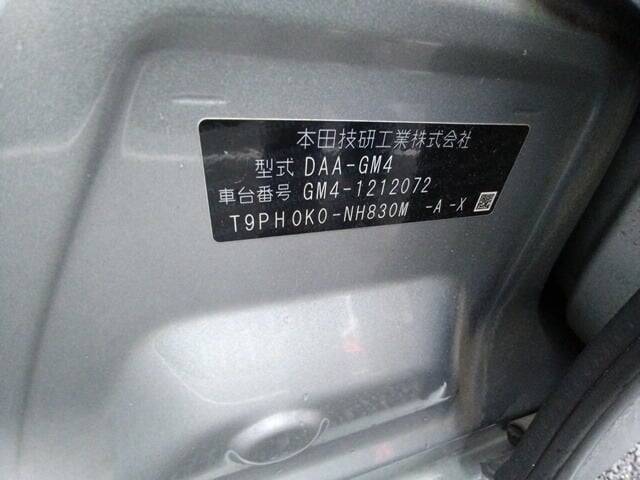 本田技研工業株式会社
型式 DAA-GM4
車台番号 GM4-1212072
T9PH0K0-NH830M -A -X